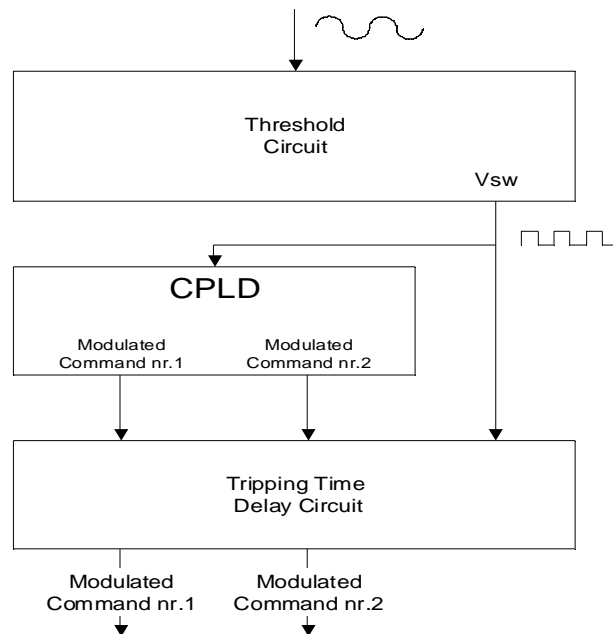 Threshold
Circuit
Vsw
CPLD
Modulated
Command nr.1
Modulated
Command nr.2
Tripping Time
Delay Circuit
Modulated
Command nr.1
Modulated
Command nr.2